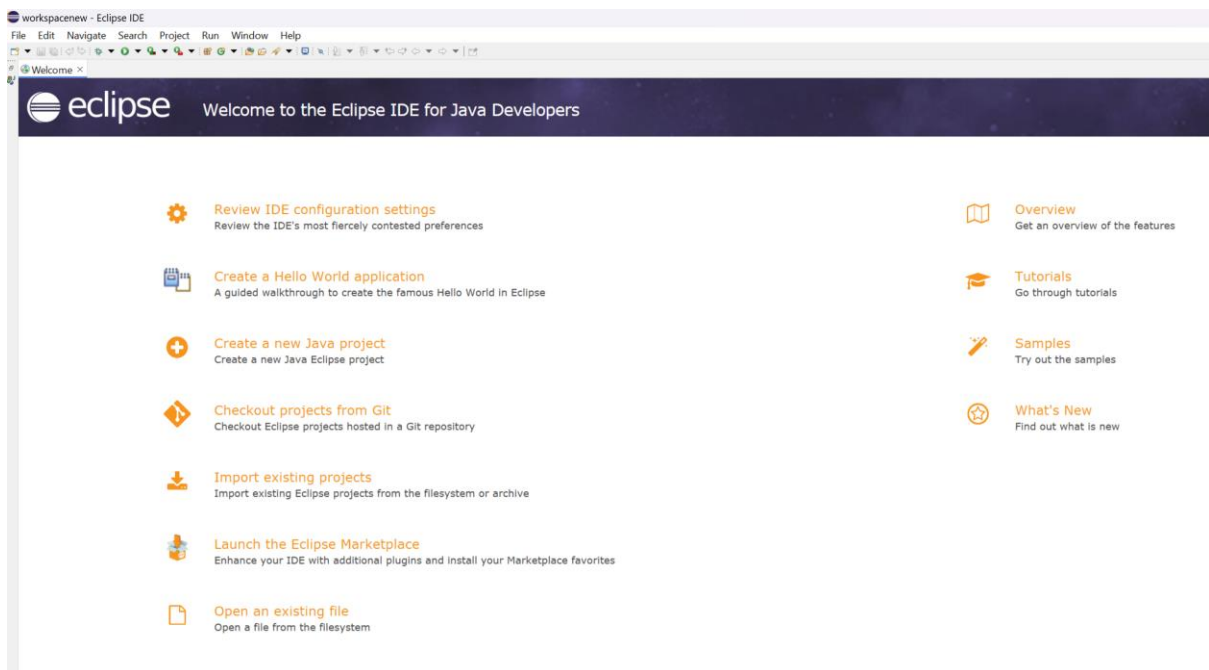 workspacenew - Eclipse IDE
File Edit Navigate Search Project Run Window Help
Welcome
eclipse Welcome to the Eclipse IDE for Java Developers
Review IDE configuration settings
Review the IDE's most fiercely contested preferences
Create a Hello World application
A guided walkthrough to create the famous Hello World in Eclipse
Create a new Java project
Create a new Java Eclipse project
Checkout projects from Git
Checkout Eclipse projects hosted in a Git repository
Import existing projects
Import existing Eclipse projects from the filesystem or archive
Launch the Eclipse Marketplace
Enhance your IDE with additional plugins and install your Marketplace favorites
Open an existing file
Open a file from the filesystem
Overview
Get an overview of the features
Tutorials
Go through tutorials
Samples
Try out the samples
What's New
Find out what is new